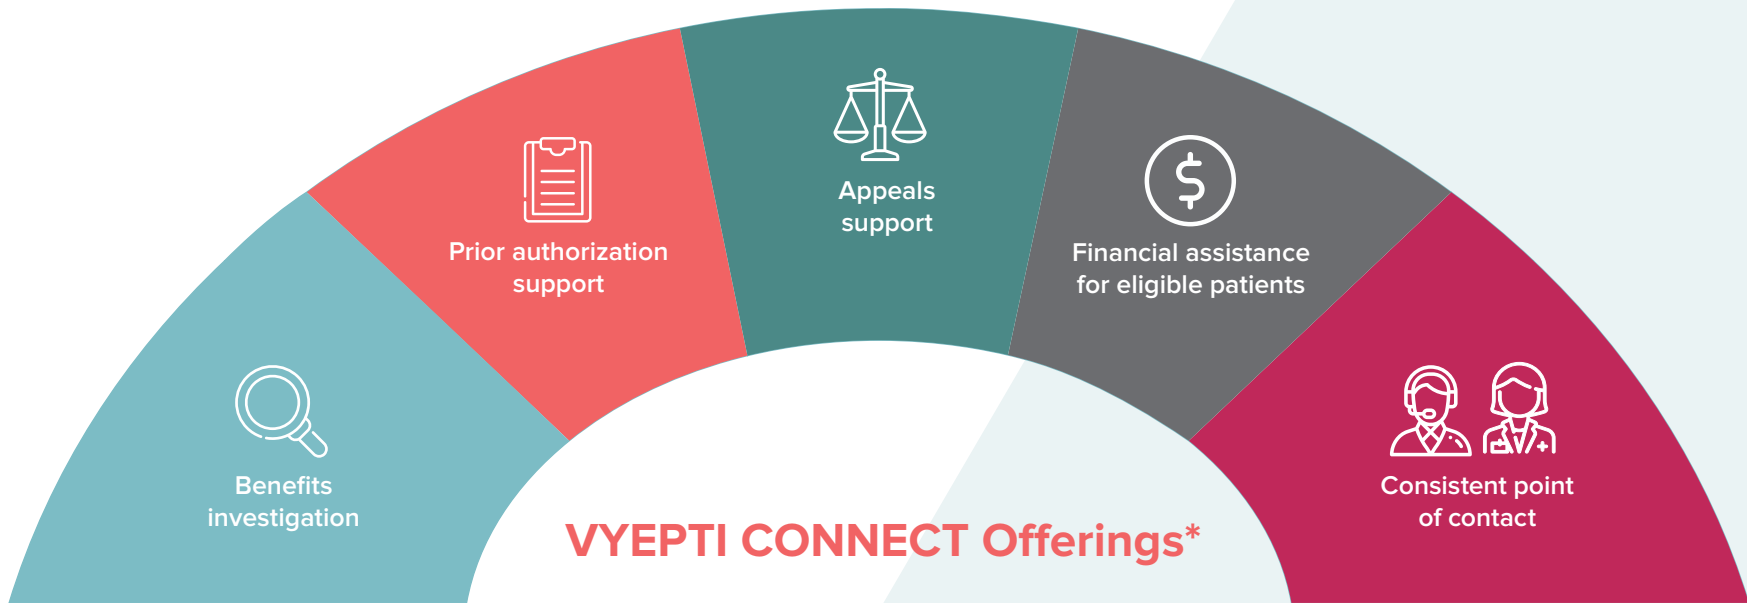 Benefits
investigation
Prior authorization
support
Appeals
support
Financial assistance
for eligible patients
Consistent point
of contact
VYEPTI CONNECT Offerings*